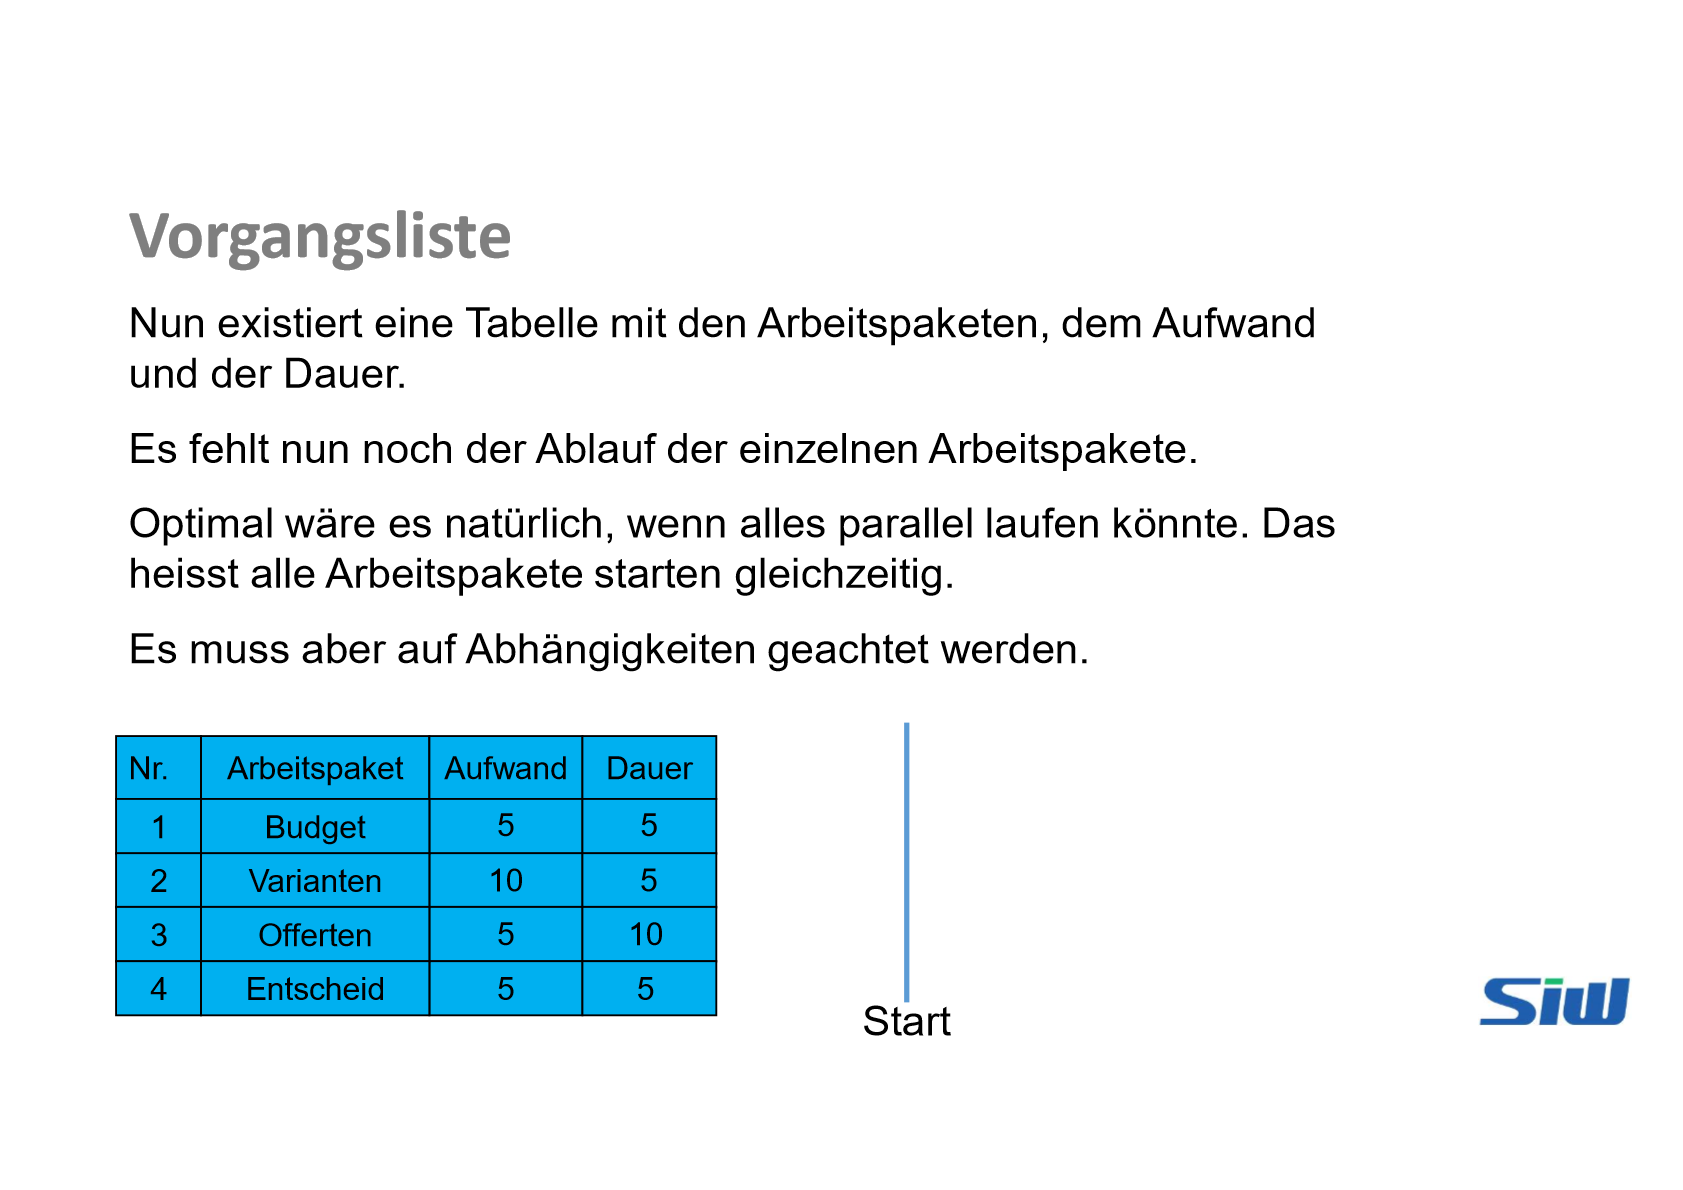 Vorgangsliste
Nun existiert eine Tabelle mit den Arbeitspaketen, dem Aufwand
und der Dauer.
Es fehlt nun noch der Ablauf der einzelnen Arbeitspakete.
Optimal wäre es natürlich, wenn alles parallel laufen könnte. Das
heisst alle Arbeitspakete starten gleichzeitig.
Es muss aber auf Abhängigkeiten geachtet werden.
Nr. Arbeitspaket Aufwand Dauer
1 Budget 5 5
2 Varianten 10 5
3 Offerten 5 10
4 Entscheid 5 5
Start
Siw